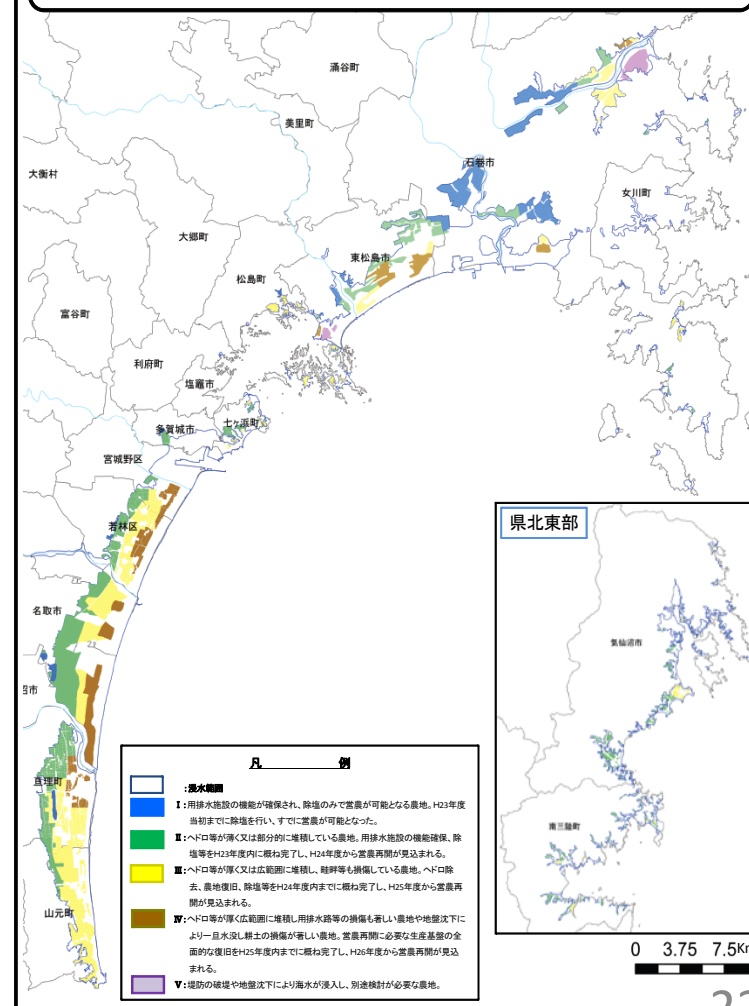 涌谷町
美里町
石巻市
大衡村
女川町
大郷町
東松島市
松島町
富谷町
利府町
塩竈市
多賀城市
七ヶ浜町
宮城野区
若林区
名取市
沼市
亘理町
山元町
県北東部
気仙沼市
南三陸町
凡 例
:浸水範囲
Ⅰ:用排水施設の機能が確保され、除塩のみで営農が可能となる農地。H23年度
当初までに除塩を行い、すでに営農が可能となった。
Ⅱ:ヘドロ等が薄く又は部分的に堆積している農地。用排水施設の機能確保、除
塩等をH23年度内に概ね完了し、H24年度から営農再開が見込まれる。
Ⅲ:ヘドロ等が厚く又は広範囲に堆積し、畦畔等も損傷している農地。ヘドロ除
去、農地復旧、除塩等をH24年度内までに概ね完了し、H25年度から営農再
開が見込まれる。
Ⅳ:ヘドロ等が厚く広範囲に堆積し用排水路等の損傷も著しい農地や地盤沈下に
より一旦水没し耕土の損傷が著しい農地。営農再開に必要な生産基盤の全
面的な復旧をH25年度内までに概ね完了し、H26年度から営農再開が見込
まれる。
Ⅴ:堤防の破堤や地盤沈下により海水が浸入し、別途検討が必要な農地。
0 3.75 7.5Km